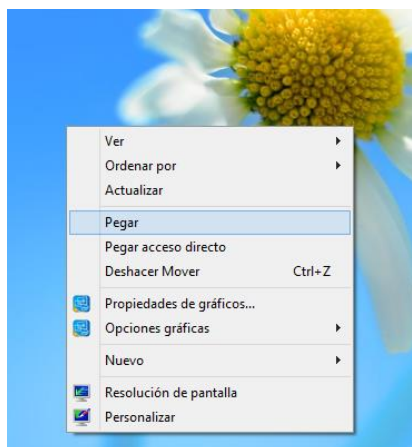 Ver
Ordenar por
Actualizar
Pegar
Pegar acceso directo
Deshacer Mover Ctrl+Z
Propiedades de gráficos...
Opciones gráficas
Nuevo
Resolución de pantalla
Personalizar